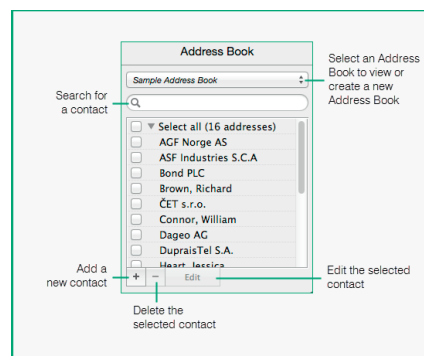 Address Book
Select an Address
Book to view or
create a new
Address Book
Sample Address Book
Search for
a contact
Select all (16 addresses)
AGF Norge AS
ASF Industries S.C.A
Bond PLC
Brown, Richard
ČET s.r.o.
Connor, William
Dageo AG
DupraisTel S.A.
Heart, Jessica
Add a
new contact
+
−
Edit
Edit the selected
contact
Delete the
selected contact